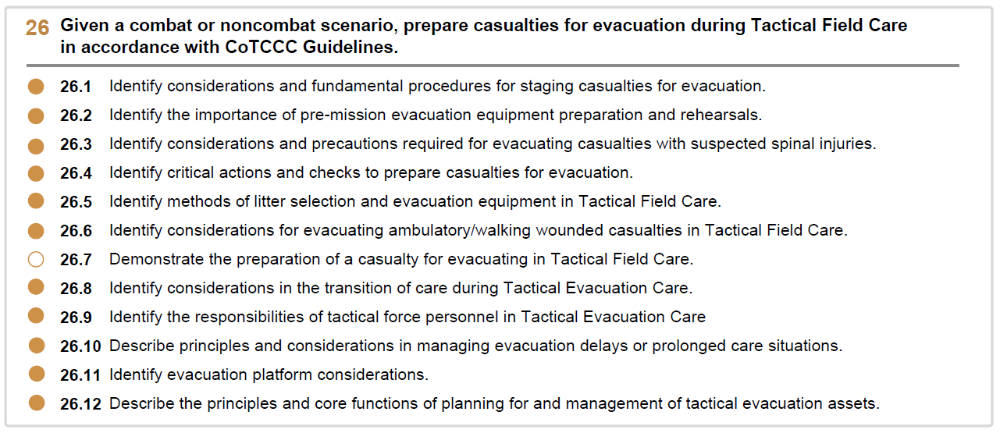 26 Given a combat or noncombat scenario, prepare casualties for evacuation during Tactical Field Care
in accordance with CoTCCC Guidelines.
26.1 Identify considerations and fundamental procedures for staging casualties for evacuation.
26.2 Identify the importance of pre-mission evacuation equipment preparation and rehearsals.
26.3 Identify considerations and precautions required for evacuating casualties with suspected spinal injuries.
26.4 Identify critical actions and checks to prepare casualties for evacuation.
26.5 Identify methods of litter selection and evacuation equipment in Tactical Field Care.
26.6 Identify considerations for evacuating ambulatory/walking wounded casualties in Tactical Field Care.
26.7 Demonstrate the preparation of a casualty for evacuating in Tactical Field Care.
26.8 Identify considerations in the transition of care during Tactical Evacuation Care.
26.9 Identify the responsibilities of tactical force personnel in Tactical Evacuation Care
26.10 Describe principles and considerations in managing evacuation delays or prolonged care situations.
26.11 Identify evacuation platform considerations.
26.12 Describe the principles and core functions of planning for and management of tactical evacuation assets.